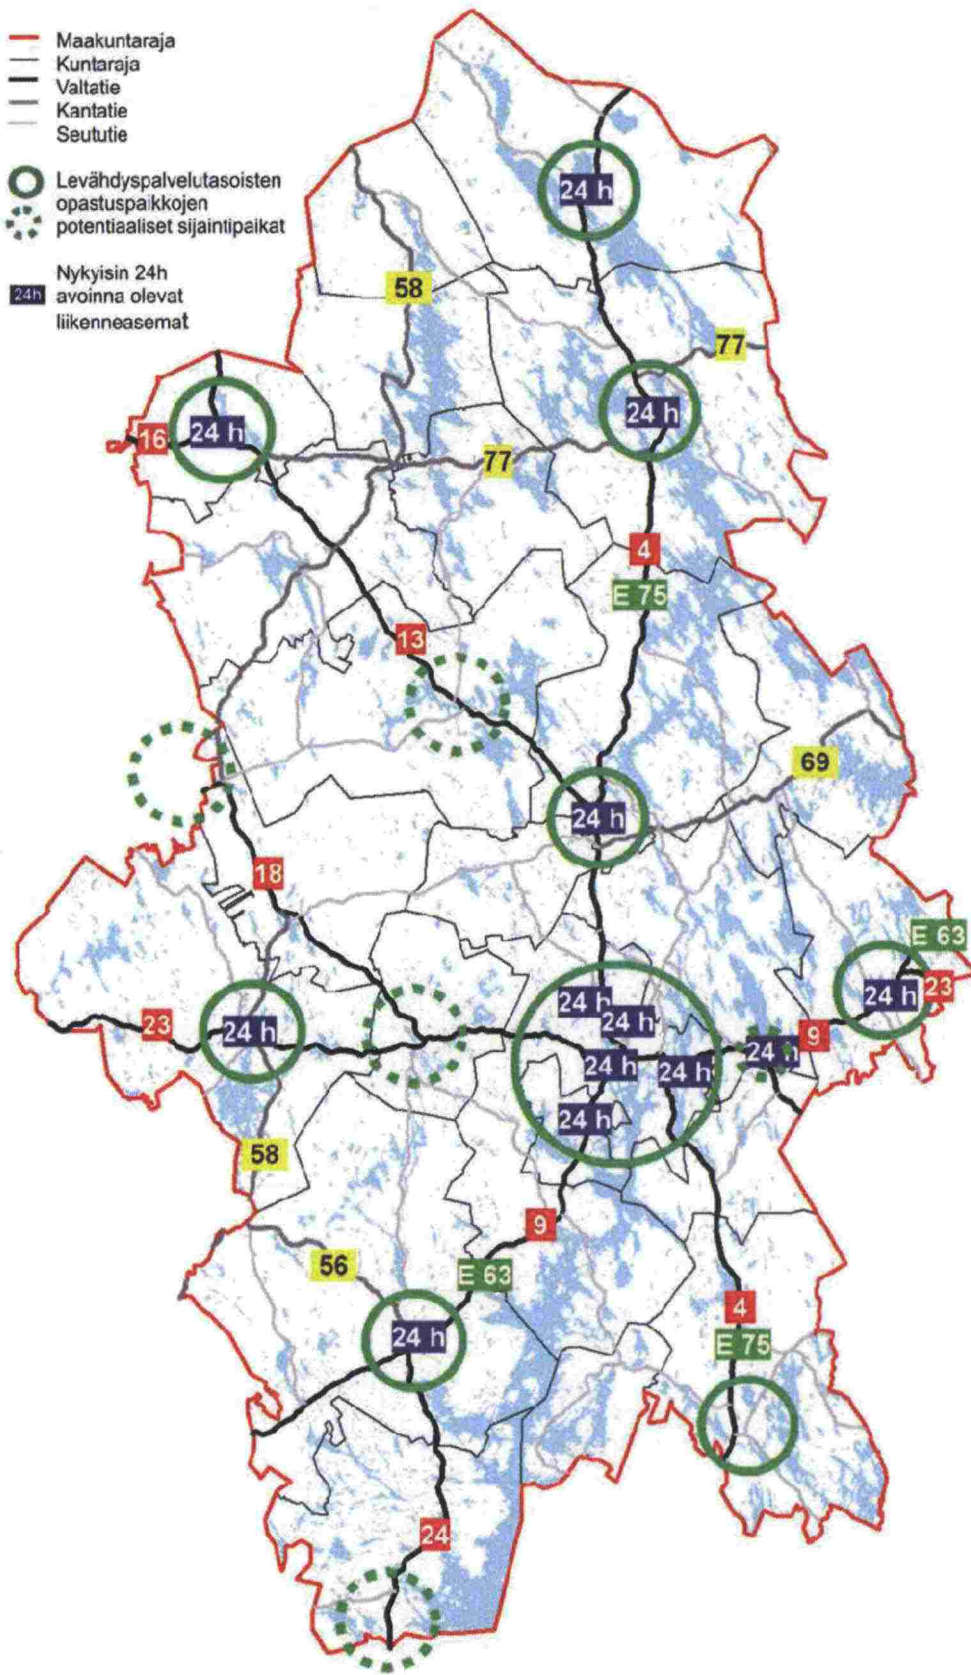 Maakuntaraja
Kuntaraja
Valtatie
Kantatie
Seututie
Levähdyspalvelutasoisten
opastuspaikkojen
potentiaaliset sijaintipaikat
24h
Nykyisin 24h
avoinna olevat
liikenneasemat
24 h
58
77
24 h
16
24 h
77
4
E 75
13
69
24 h
18
E 63
24 h
23
24 h
24 h
23
24 h
9
24 h
24 h
24 h
24 h
58
9
56
E 63
4
24 h
E 75
24